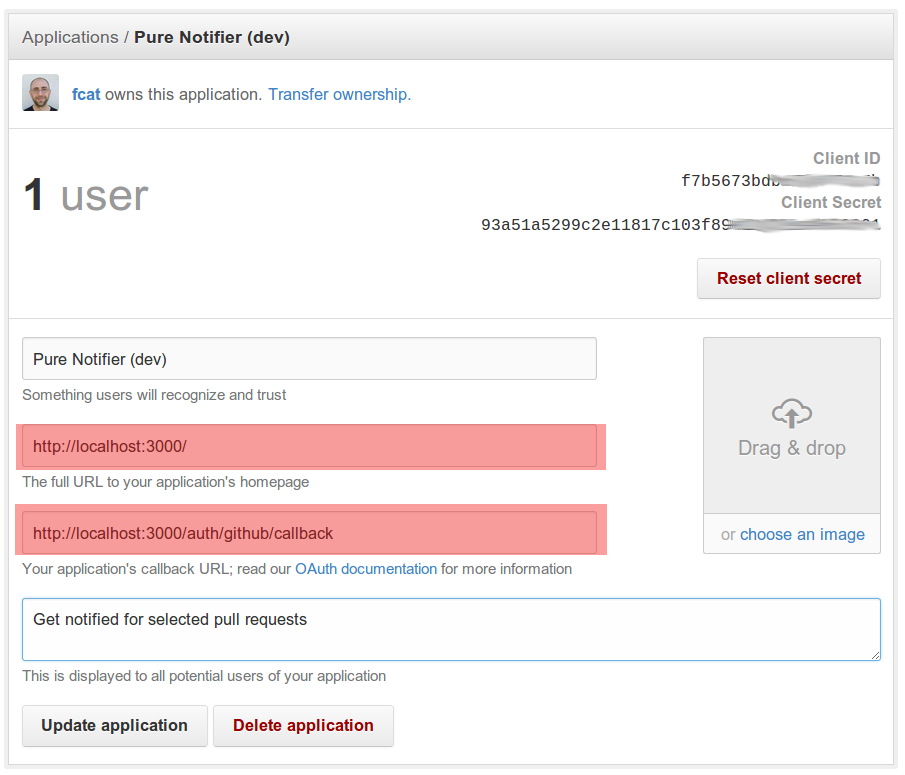 Applications / Pure Notifier (dev)
fcat owns this application. Transfer ownership.
1 user
Client ID
f7b5673bdb
Client Secret
93a51a5299c2e11817c103f89
Reset client secret
Pure Notifier (dev)
Something users will recognize and trust
http://localhost:3000/
The full URL to your application's homepage
http://localhost:3000/auth/github/callback
Your application's callback URL; read our OAuth documentation for more information
Drag & drop
or choose an image
Get notified for selected pull requests
This is displayed to all potential users of your application
Update application
Delete application